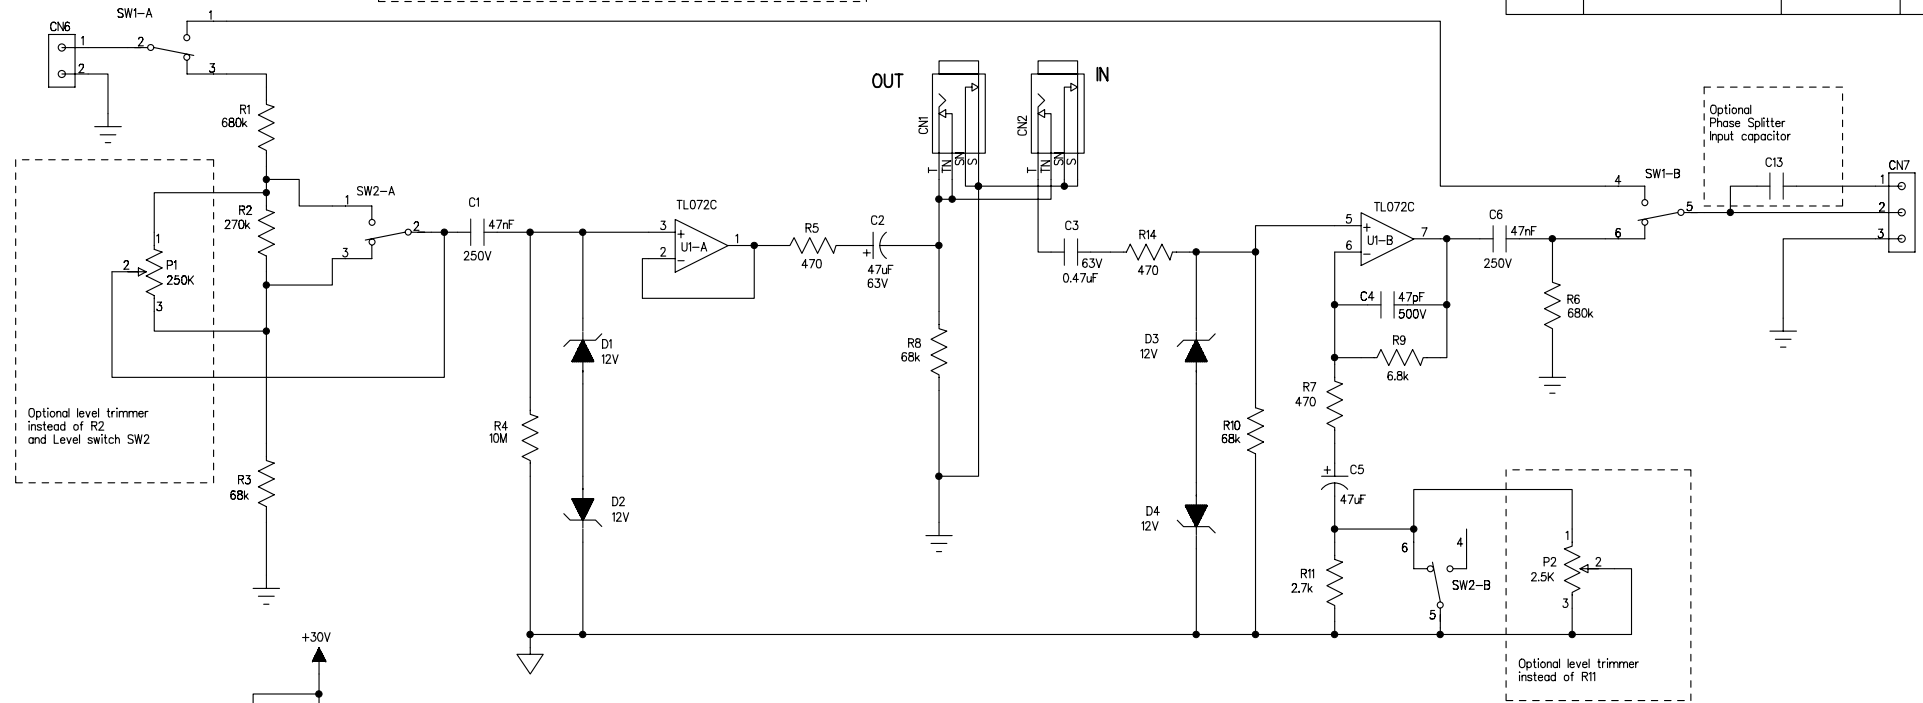 SW1-A
CN6
1
2
2
1
3
R1
680k
R2
270k
1
SW2-A
2
3
1
2
P1
250K
3
Optional level trimmer
instead of R2
and Level switch SW2
R3
68k
+30V
C1
47nF
250V
R4
10M
D1
12V
D2
12V
TL072C
3
+
2
−
U1-A
1
R5
470
C2
+
47uF
63V
OUT
CN1
T
TN
SN
S
IN
CN2
T
TN
SN
S
R8
68k
C3
63V
0.47uF
R14
470
D3
12V
D4
12V
R10
68k
TL072C
5
+
6
−
U1-B
7
C4
47pF
500V
R9
6.8k
R7
470
+
C5
47uF
R11
2.7k
6
4
SW2-B
5
C6
47nF
250V
R6
680k
4
SW1-B
5
6
Optional
Phase Splitter
Input capacitor
C13
CN7
1
2
3
1
P2
2.5K
2
3
Optional level trimmer
instead of R11